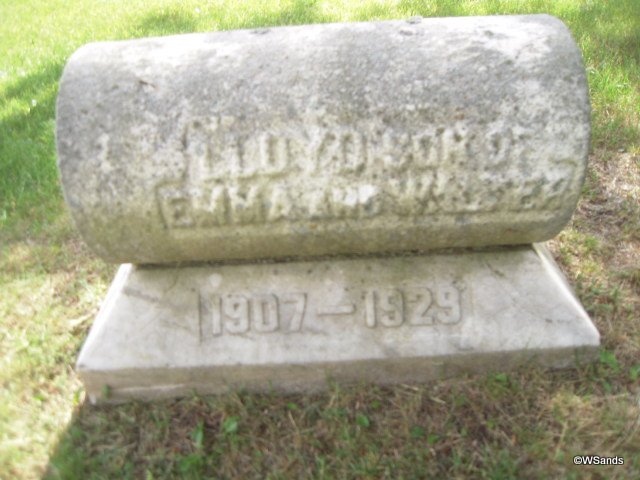 LLOYD SON OF
EMMA AND WALTER
1907 — 1929
©WSands